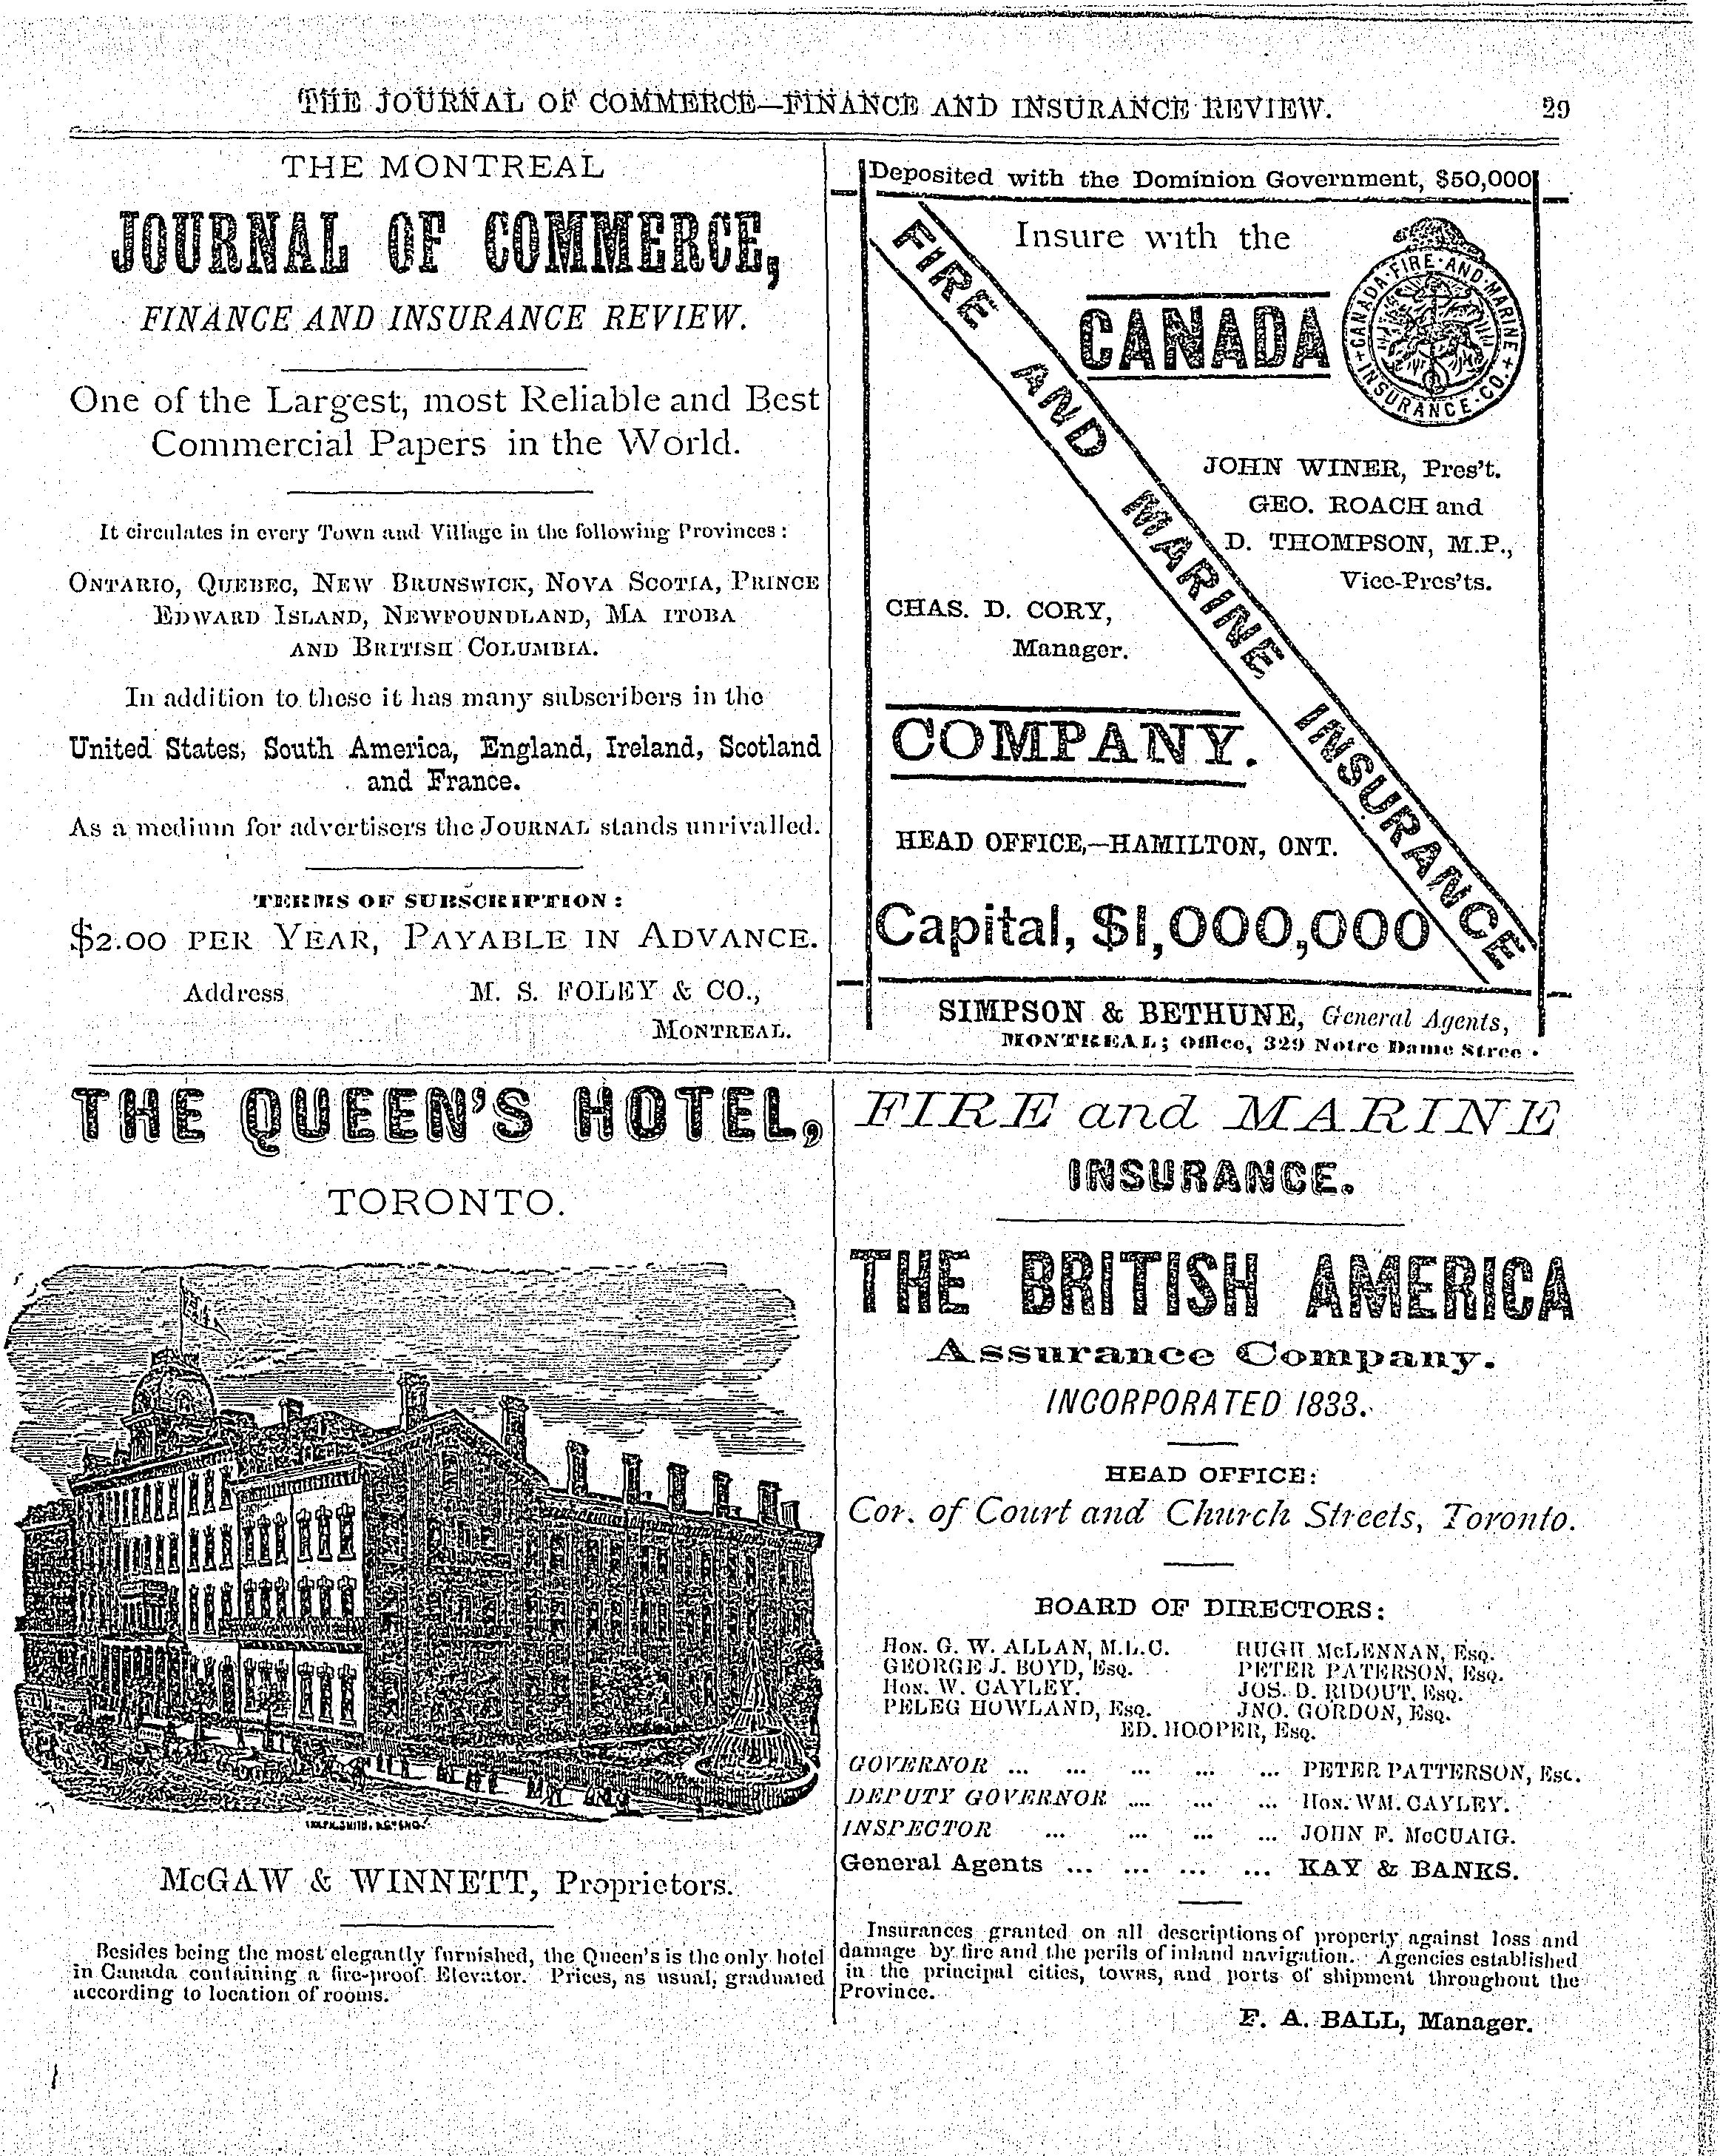 THE JOURNAL OF COMMERCE—FINANCE AND INSURANCE REVIEW. 29
THE MONTREAL
JOURNAL OF COMMERCE,
FINANCE AND INSURANCE REVIEW.
One of the Largest, most Reliable and Best
Commercial Papers in the World.
It circulates in every Town and Village in the following Provinces:
ONTARIO, QUEBEC, NEW BRUNSWICK, NOVA SCOTIA, PRINCE
EDWARD ISLAND, NEWFOUNDLAND, MA ITOBA
AND BRITISH COLUMBIA.
In addition to these it has many subscribers in the
United States, South America, England, Ireland, Scotland
and France.
As a medium for advertisers the JOURNAL stands unrivalled.
TERMS OF SUBSCRIPTION:
$2.00 PER YEAR, PAYABLE IN ADVANCE.
Address M. S. FOLEY & CO.,
MONTREAL.
Deposited with the Dominion Government, $50,000
Insure with the
CANADA
CANADA·FIRE·AND·MARINE
+INSURANCE·CO.+
FIRE AND MARINE INSURANCE
JOHN WINER, Pres't.
GEO. ROACH and
D. THOMPSON, M.P.,
Vice-Pres'ts.
CHAS. D. CORY,
Manager.
COMPANY.
HEAD OFFICE,—HAMILTON, ONT.
Capital, $1,000,000
SIMPSON & BETHUNE, General Agents,
MONTREAL; Office, 329 Notre Dame Stree .
THE QUEEN'S HOTEL,
TORONTO.
McGAW & WINNETT, Proprietors.
Besides being the most elegantly furnished, the Queen's is the only hotel
in Canada containing a fire-proof Elevator. Prices, as usual, graduated
according to location of rooms.
FIRE and MARINE
INSURANCE.
THE BRITISH AMERICA
Assurance Company.
INCORPORATED 1833.
HEAD OFFICE:
Cor. of Court and Church Streets, Toronto.
BOARD OF DIRECTORS:
HON. G. W. ALLAN, M.L.C. HUGH McLENNAN, ESQ.
GEORGE J. BOYD, ESQ. PETER PATERSON, ESQ.
HON. W. CAYLEY. JOS. D. RIDOUT, ESQ.
PELEG HOWLAND, ESQ. JNO. GORDON, ESQ.
ED. HOOPER, ESQ.
GOVERNOR ... ... ... ... ... PETER PATTERSON, ESQ.
DEPUTY GOVERNOR .... ... ... HON. WM. CAYLEY.
INSPECTOR ... ... ... ... JOHN F. McCUAIG.
General Agents ... ... ... ... KAY & BANKS.
Insurances granted on all descriptions of property against loss and
damage by fire and the perils of inland navigation. Agencies established
in the principal cities, towns, and ports of shipment throughout the
Province.
F. A. BALL, Manager.